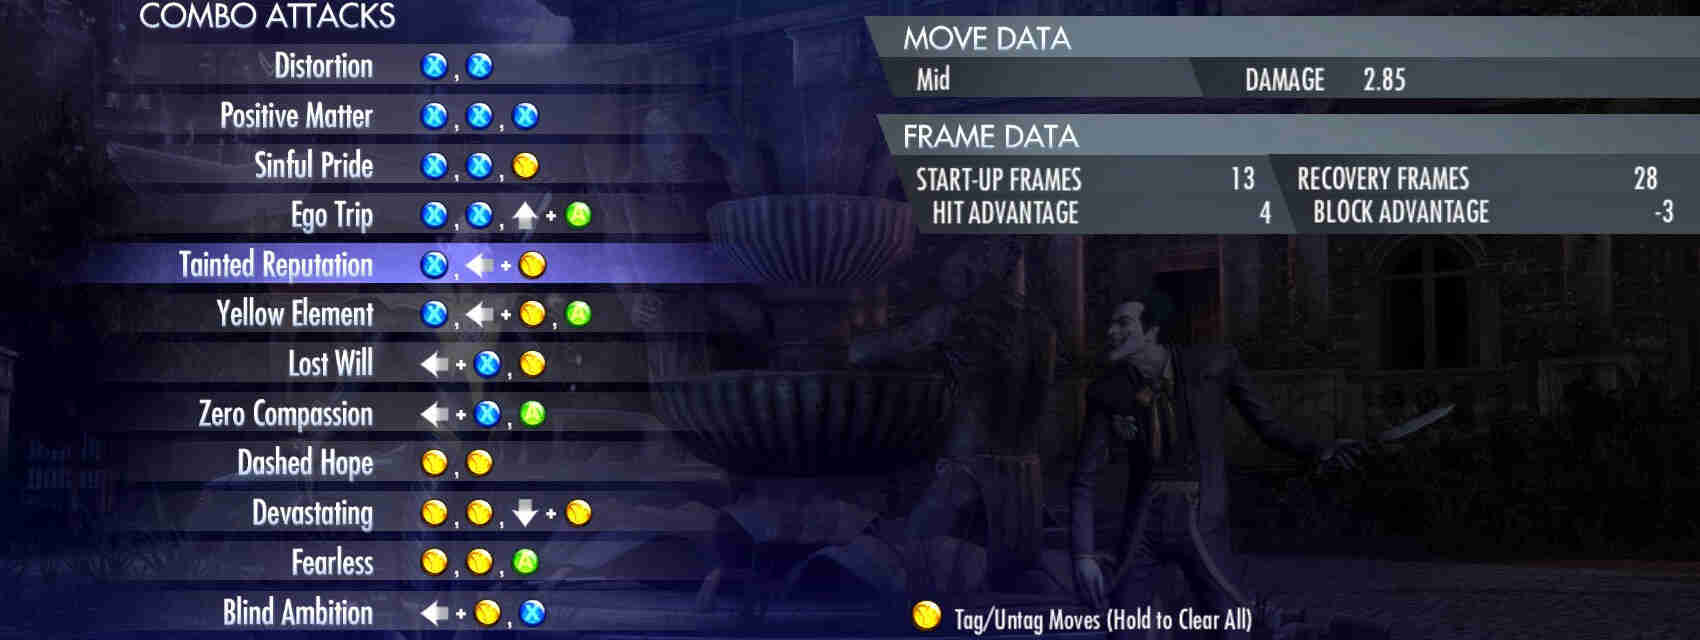 COMBO ATTACKS
Distortion X , X
Positive Matter X , X , X
Sinful Pride X , X , Y
Ego Trip X , X , + A
Tainted Reputation X , + Y
Yellow Element X , + Y , A
Lost Will + X , Y
Zero Compassion + X , A
Dashed Hope Y , Y
Devastating Y , Y , + Y
Fearless Y , Y , A
Blind Ambition + Y , X
MOVE DATA
Mid DAMAGE 2.85
FRAME DATA
START-UP FRAMES 13 RECOVERY FRAMES 28
HIT ADVANTAGE 4 BLOCK ADVANTAGE -3
Y Tag/Untag Moves (Hold to Clear All)